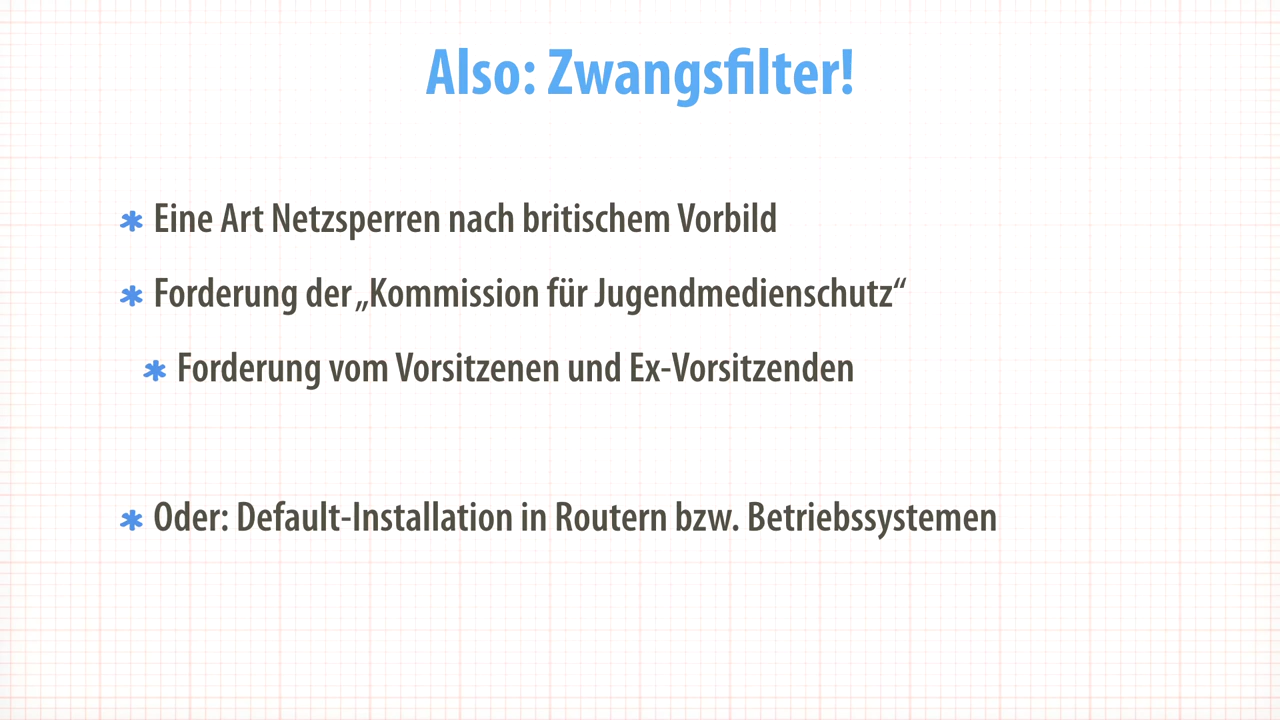 Also: Zwangsfilter!
✱ Eine Art Netzsperren nach britischem Vorbild
✱ Forderung der „Kommission für Jugendmedienschutz“
✱ Forderung vom Vorsitzenen und Ex-Vorsitzenden
✱ Oder: Default-Installation in Routern bzw. Betriebssystemen